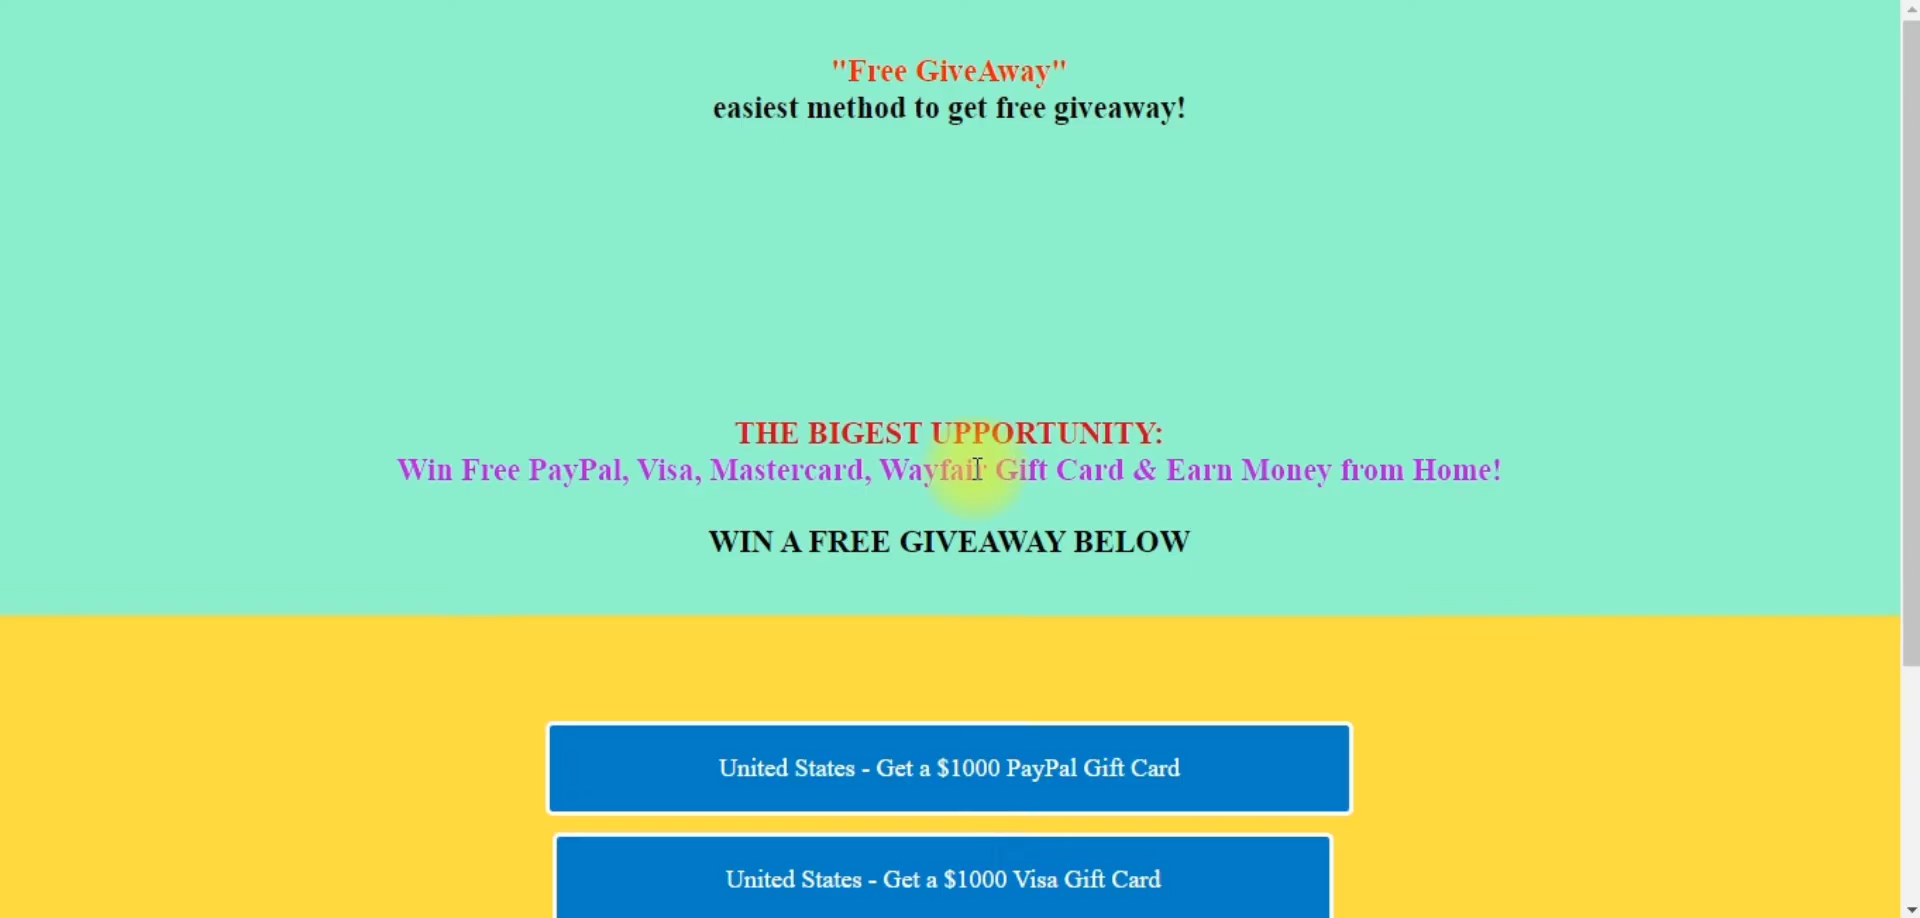 "Free GiveAway"
easiest method to get free giveaway!
THE BIGEST UPPORTUNITY:
Win Free PayPal, Visa, Mastercard, Wayfair Gift Card & Earn Money from Home!
WIN A FREE GIVEAWAY BELOW
United States - Get a $1000 PayPal Gift Card
United States - Get a $1000 Visa Gift Card